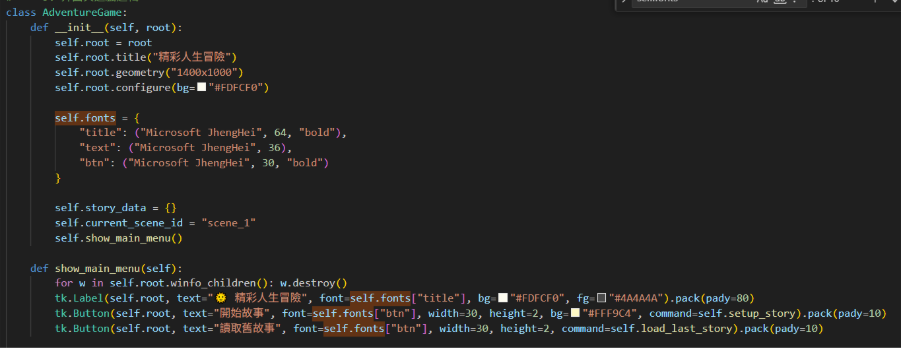 class AdventureGame:
    def __init__(self, root):
        self.root = root
        self.root.title("精彩人生冒險")
        self.root.geometry("1400x1000")
        self.root.configure(bg="#FDFCF0")
        self.fonts = {
            "title": ("Microsoft JhengHei", 64, "bold"),
            "text": ("Microsoft JhengHei", 36),
            "btn": ("Microsoft JhengHei", 30, "bold")
        }
        self.story_data = {}
        self.current_scene_id = "scene_1"
        self.show_main_menu()
    def show_main_menu(self):
        for w in self.root.winfo_children(): w.destroy()
        tk.Label(self.root, text="🌞 精彩人生冒險", font=self.fonts["title"], bg="#FDFCF0", fg="#4A4A4A").pack(pady=80)
        tk.Button(self.root, text="開始故事", font=self.fonts["btn"], width=30, height=2, bg="#FFF9C4", command=self.setup_story).pack(pady=10)
        tk.Button(self.root, text="讀取舊故事", font=self.fonts["btn"], width=30, height=2, command=self.load_last_story).pack(pady=10)